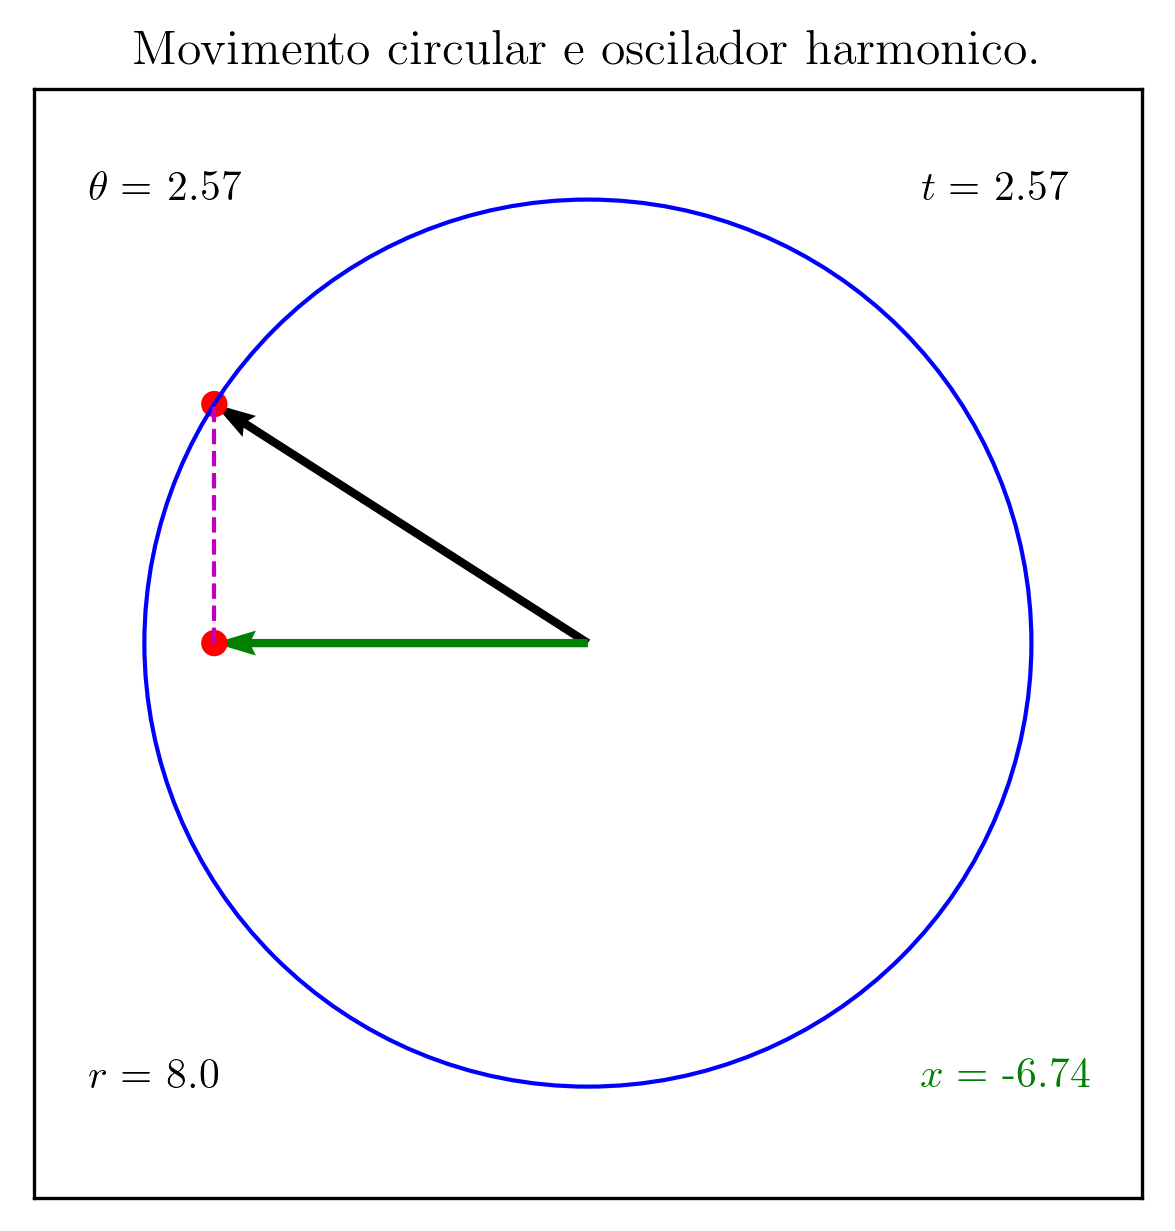 Movimento circular e oscilador harmonico.
θ = 2.57
t = 2.57
r = 8.0
x = -6.74